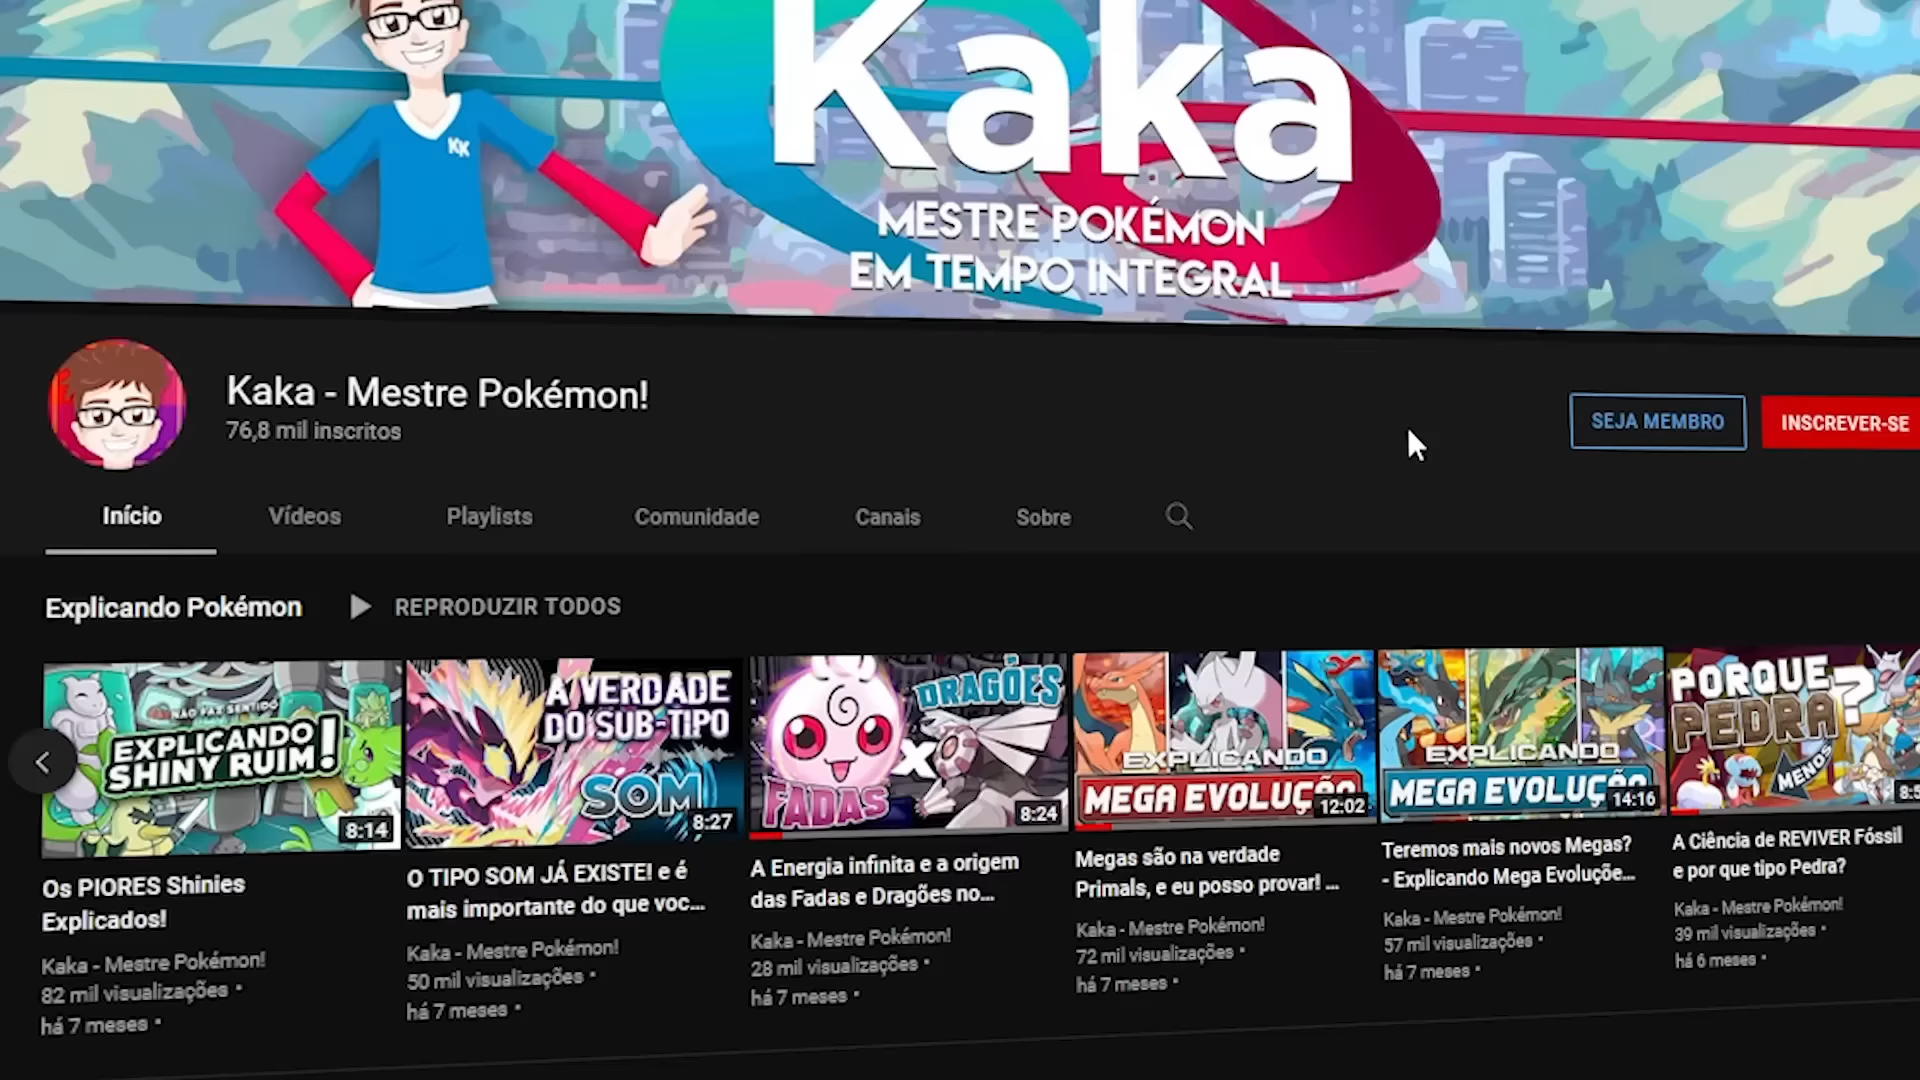 Kaka
MESTRE POKÉMON
EM TEMPO INTEGRAL
KK
Kaka - Mestre Pokémon!
76,8 mil inscritos
SEJA MEMBRO
INSCREVER-SE
Início
Vídeos
Playlists
Comunidade
Canais
Sobre
Explicando Pokémon
REPRODUZIR TODOS
NÃO FAZ SENTIDO
EXPLICANDO
SHINY RUIM!
8:14
Os PIORES Shinies
Explicados!
Kaka - Mestre Pokémon!
82 mil visualizações •
há 7 meses •
A VERDADE
DO SUB-TIPO
SOM
8:27
O TIPO SOM JÁ EXISTE! e é
mais importante do que voc...
Kaka - Mestre Pokémon!
50 mil visualizações •
há 7 meses •
DRAGÕES
X
FADAS
8:24
A Energia infinita e a origem
das Fadas e Dragões no...
Kaka - Mestre Pokémon!
28 mil visualizações •
há 7 meses •
EXPLICANDO
MEGA EVOLUÇÃO
12:02
Megas são na verdade
Primals, e eu posso provar! ...
Kaka - Mestre Pokémon!
72 mil visualizações •
há 7 meses •
EXPLICANDO
MEGA EVOLUÇÃO
14:16
Teremos mais novos Megas?
- Explicando Mega Evoluçõe...
Kaka - Mestre Pokémon!
57 mil visualizações •
há 7 meses •
PORQUE
PEDRA?
MENOS
A Ciência de REVIVER Fóssil
e por que tipo Pedra?
Kaka - Mestre Pokémon!
39 mil visualizações •
há 6 meses •